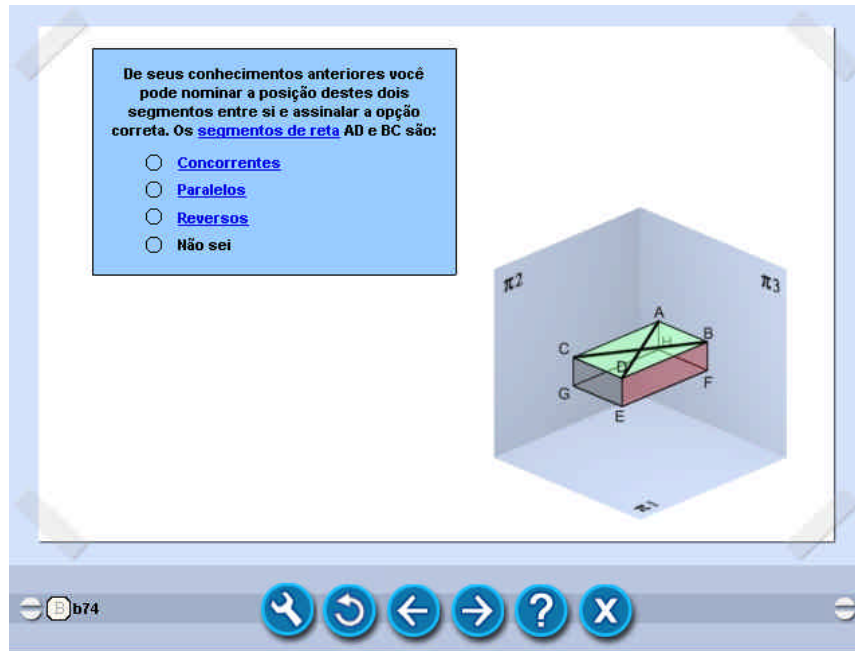 De seus conhecimentos anteriores você
pode nominar a posição destes dois
segmentos entre si e assinalar a opção
correta. Os segmentos de reta AD e BC são:
Concorrentes
Paralelos
Reversos
Não sei
π2
π3
A
B
C
H
D
F
G
E
π1
B b74